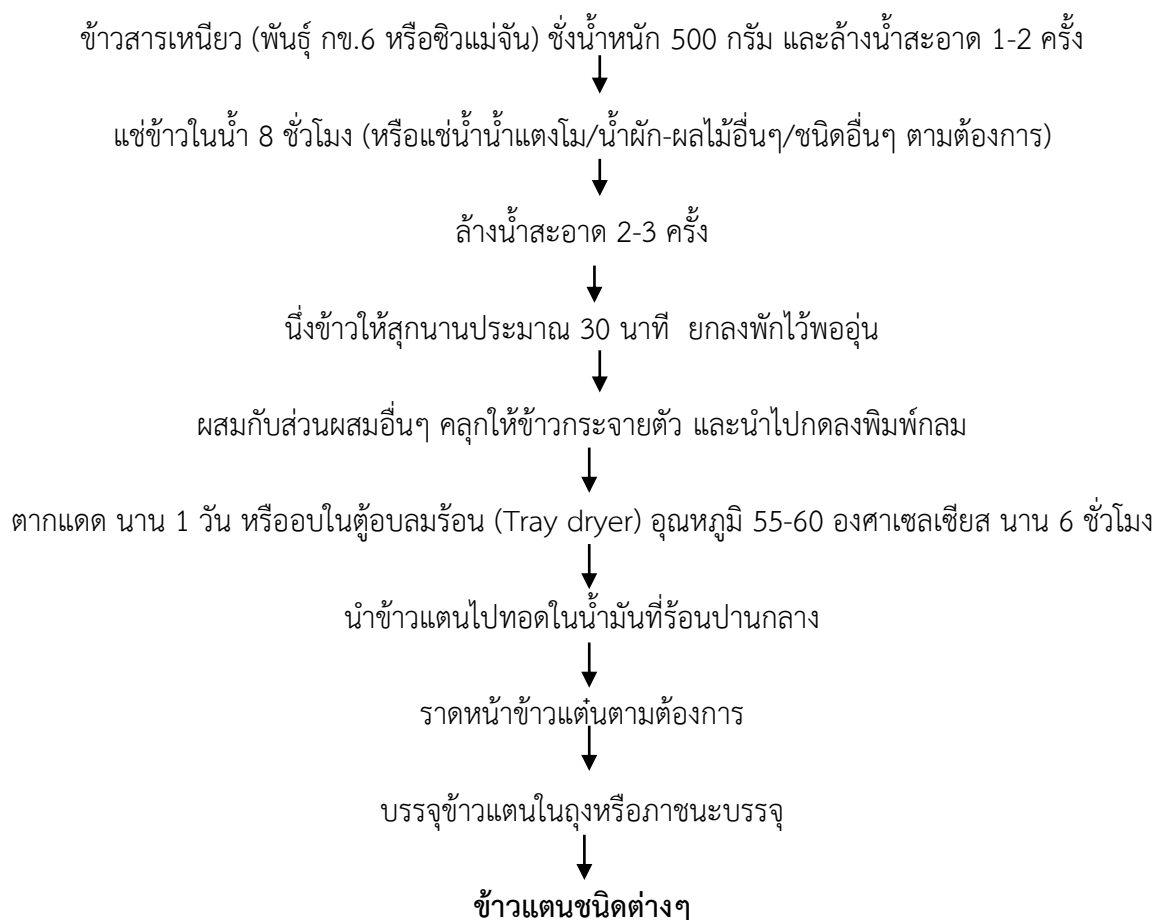 ข้าวสารเหนียว (พันธุ์ กข.6 หรือซิวแม่จัน) ชั่งน้ำหนัก 500 กรัม และล้างน้ำสะอาด 1-2 ครั้ง
แช่ข้าวในน้ำ 8 ชั่วโมง (หรือแช่น้ำน้ำแตงโม/น้ำผัก-ผลไม้อื่นๆ/ชนิดอื่นๆ ตามต้องการ)
ล้างน้ำสะอาด 2-3 ครั้ง
นึ่งข้าวให้สุกนานประมาณ 30 นาที ยกลงพักไว้พออุ่น
ผสมกับส่วนผสมอื่นๆ คลุกให้ข้าวกระจายตัว และนำไปกดลงพิมพ์กลม
ตากแดด นาน 1 วัน หรืออบในตู้อบลมร้อน (Tray dryer) อุณหภูมิ 55-60 องศาเซลเซียส นาน 6 ชั่วโมง
นำข้าวแตนไปทอดในน้ำมันที่ร้อนปานกลาง
ราดหน้าข้าวแต๋นตามต้องการ
บรรจุข้าวแตนในถุงหรือภาชนะบรรจุ
ข้าวแตนชนิดต่างๆ